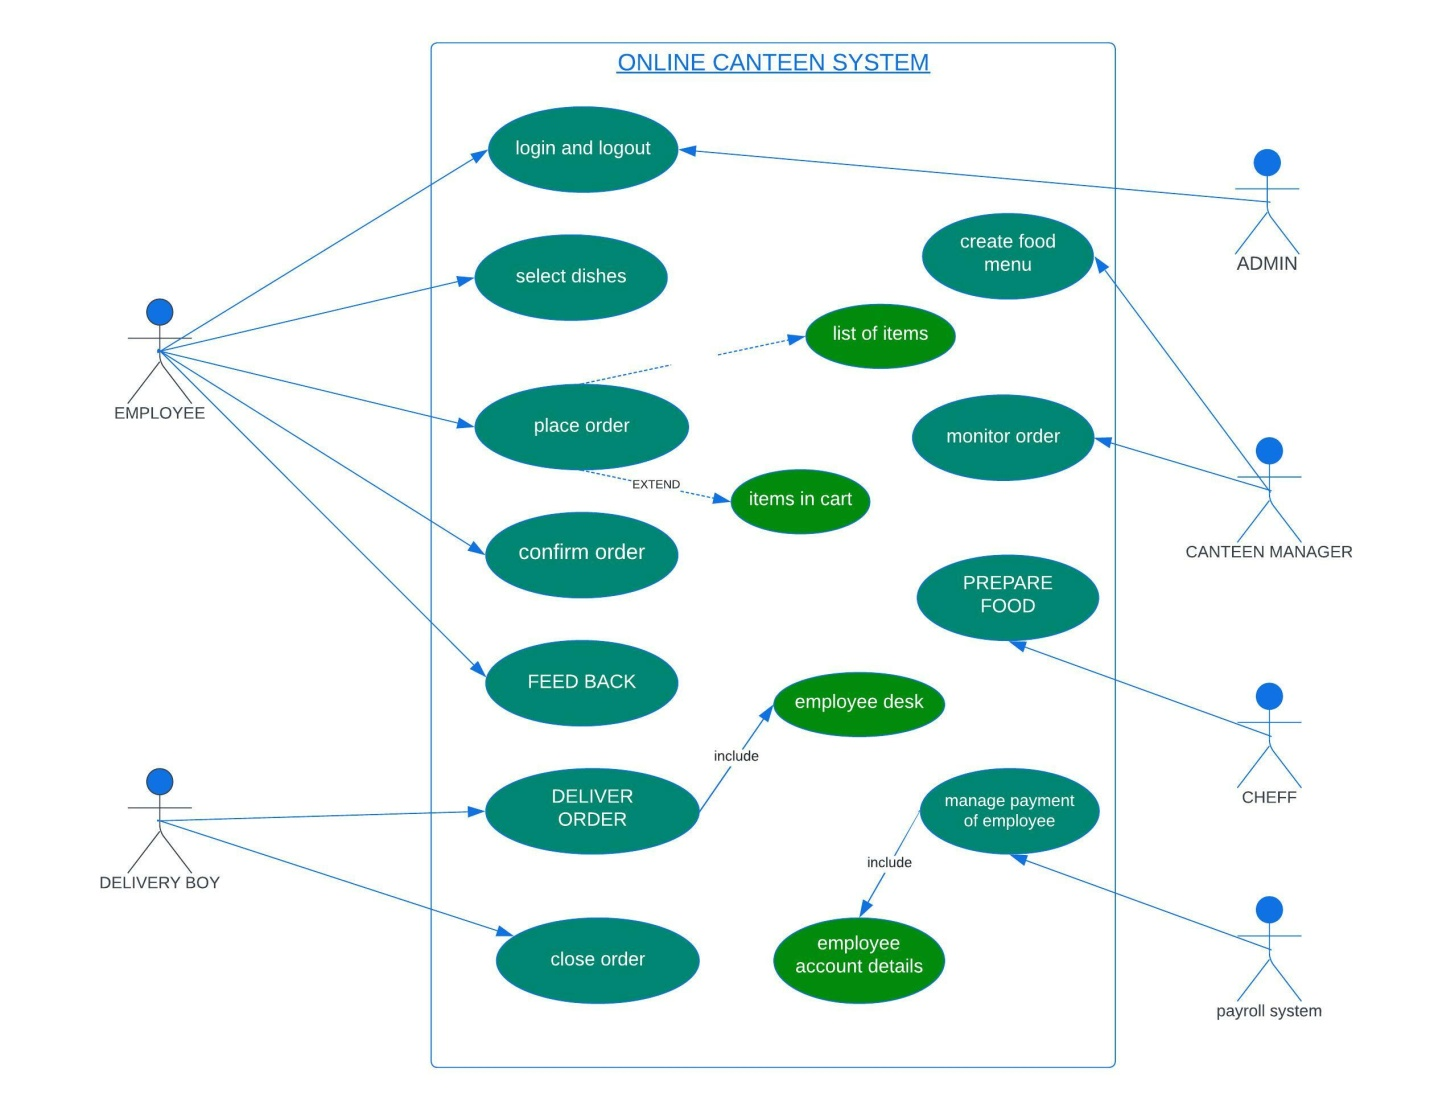 ONLINE CANTEEN SYSTEM
login and logout
ADMIN
create food
menu
select dishes
list of items
EMPLOYEE
place order
monitor order
EXTEND
items in cart
confirm order
CANTEEN MANAGER
PREPARE
FOOD
FEED BACK
employee desk
include
DELIVER
ORDER
manage payment
of employee
CHEFF
include
DELIVERY BOY
close order
employee
account details
payroll system